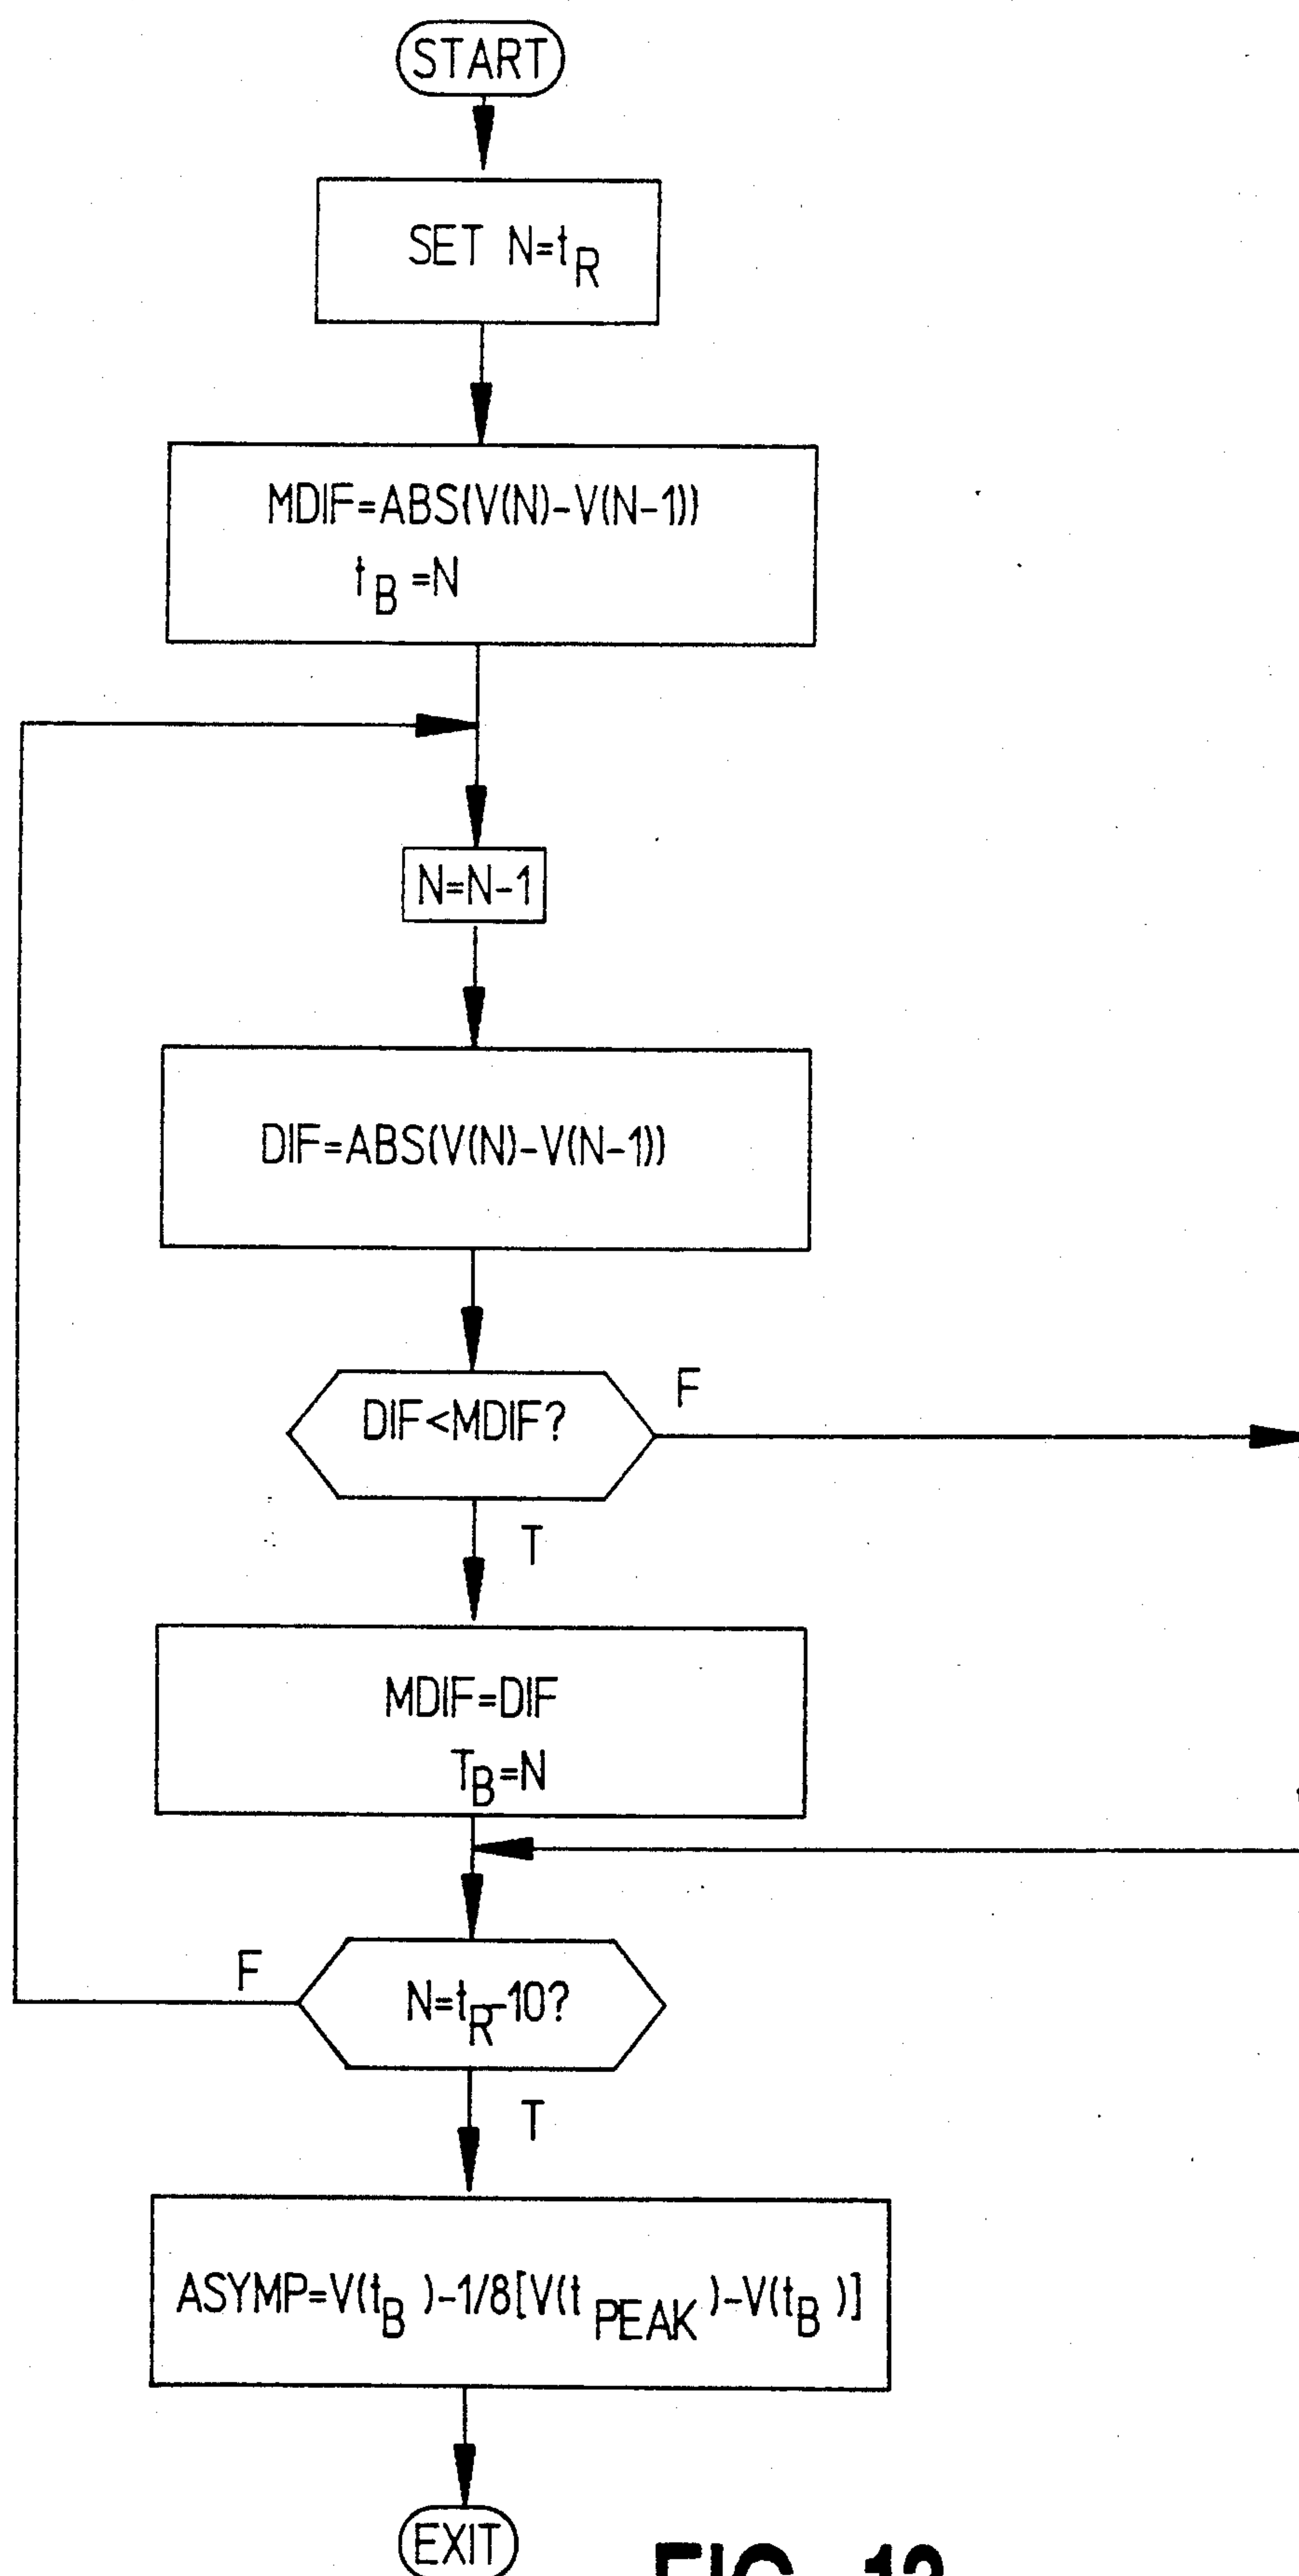 START
SET N=tR
MDIF=ABS(V(N)-V(N-1))
tB=N
N=N-1
DIF=ABS(V(N)-V(N-1))
DIF<MDIF?
F
T
MDIF=DIF
TB=N
F
N=tR-10?
T
ASYMP=V(tB)-1/8[V(tPEAK)-V(tB)]
EXIT